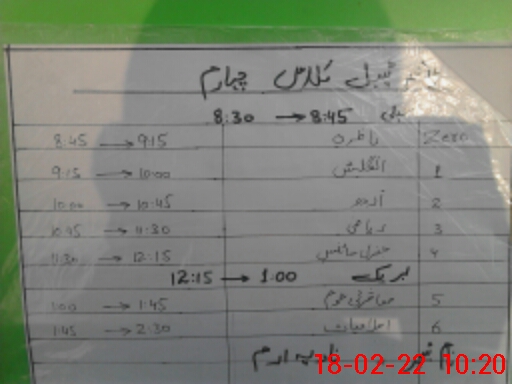 ٹائم ٹیبل کلاس چہارم
8:30 → 8:45
Zero ناظرہ 8:45 → 9:15
1 انگلش 9:15 → 10:00
2 اردو 10:00 → 10:45
3 ریاضی 10:45 → 11:30
4 جنرل سائنس 11:30 → 12:15
بریک 12:15 → 1:00
5 معاشرتی علوم 1:00 → 1:45
6 اسلامیات 1:45 → 2:30
18-02-22 10:20